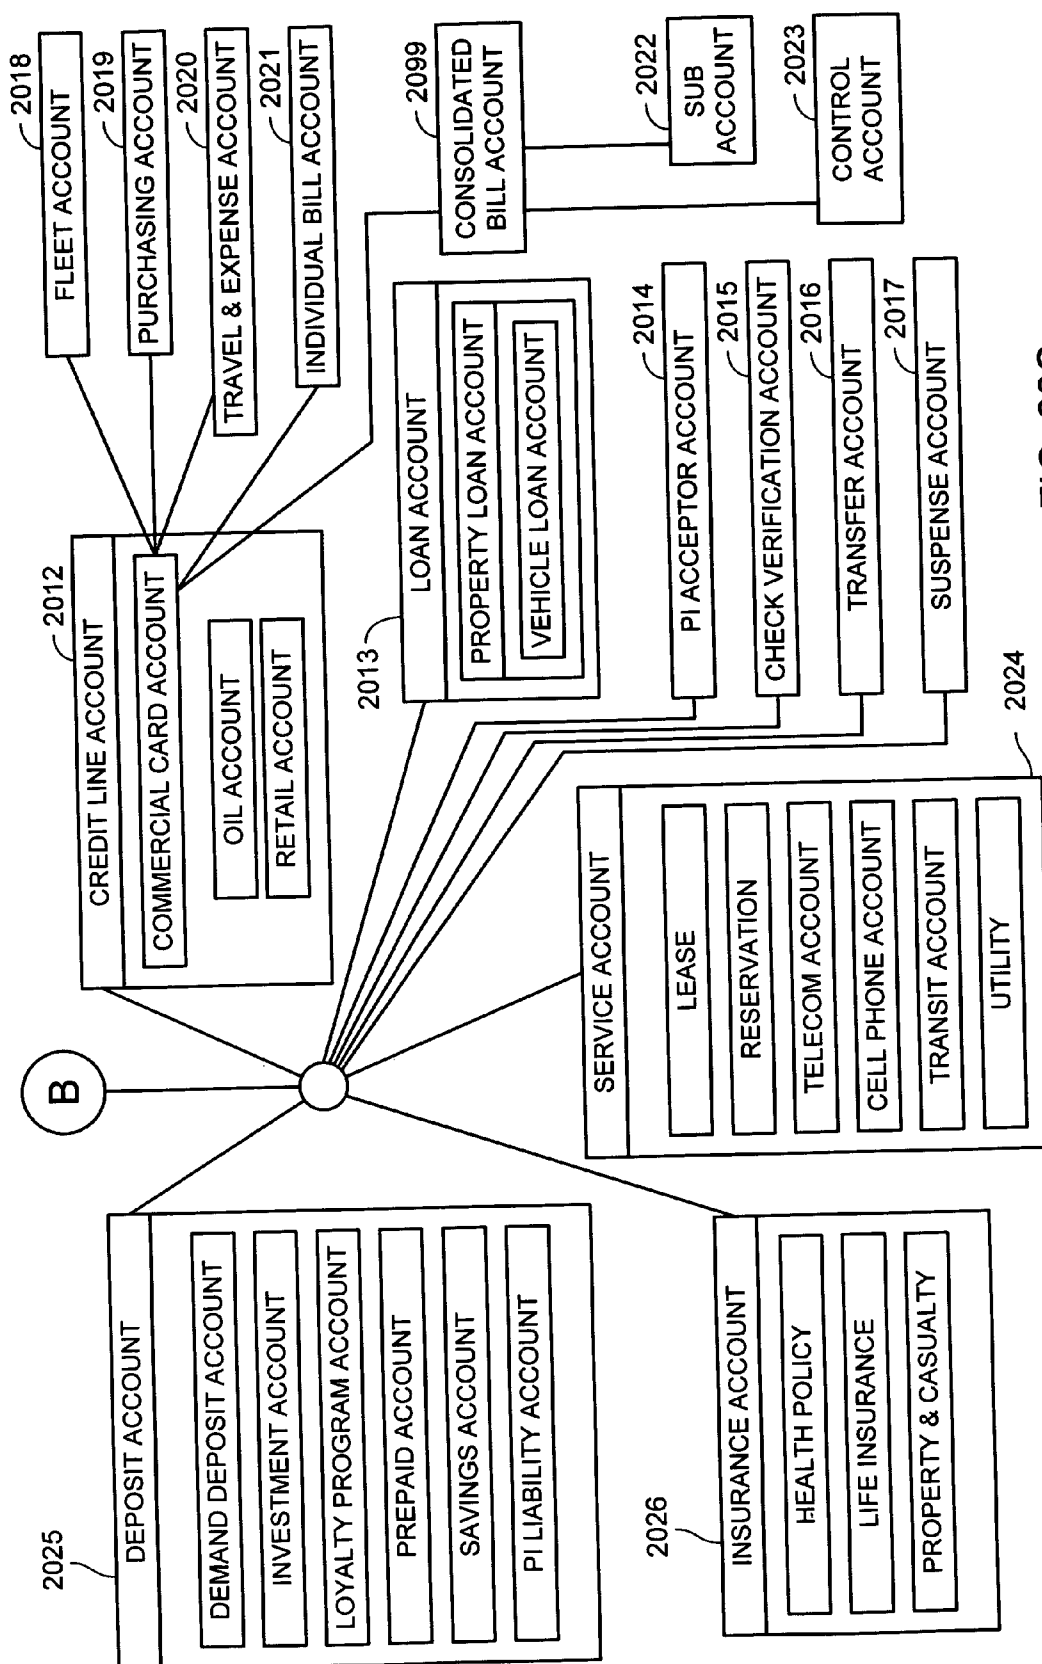 B
2025
DEPOSIT ACCOUNT
DEMAND DEPOSIT ACCOUNT
INVESTMENT ACCOUNT
LOYALTY PROGRAM ACCOUNT
PREPAID ACCOUNT
SAVINGS ACCOUNT
PI LIABILITY ACCOUNT
2026
INSURANCE ACCOUNT
HEALTH POLICY
LIFE INSURANCE
PROPERTY & CASUALTY
2012
CREDIT LINE ACCOUNT
COMMERCIAL CARD ACCOUNT
OIL ACCOUNT
RETAIL ACCOUNT
2018
FLEET ACCOUNT
2019
PURCHASING ACCOUNT
2020
TRAVEL & EXPENSE ACCOUNT
2021
INDIVIDUAL BILL ACCOUNT
2099
CONSOLIDATED
BILL ACCOUNT
2022
SUB
ACCOUNT
2023
CONTROL
ACCOUNT
2013
LOAN ACCOUNT
PROPERTY LOAN ACCOUNT
VEHICLE LOAN ACCOUNT
2014
PI ACCEPTOR ACCOUNT
2015
CHECK VERIFICATION ACCOUNT
2016
TRANSFER ACCOUNT
2017
SUSPENSE ACCOUNT
2024
SERVICE ACCOUNT
LEASE
RESERVATION
TELECOM ACCOUNT
CELL PHONE ACCOUNT
TRANSIT ACCOUNT
UTILITY